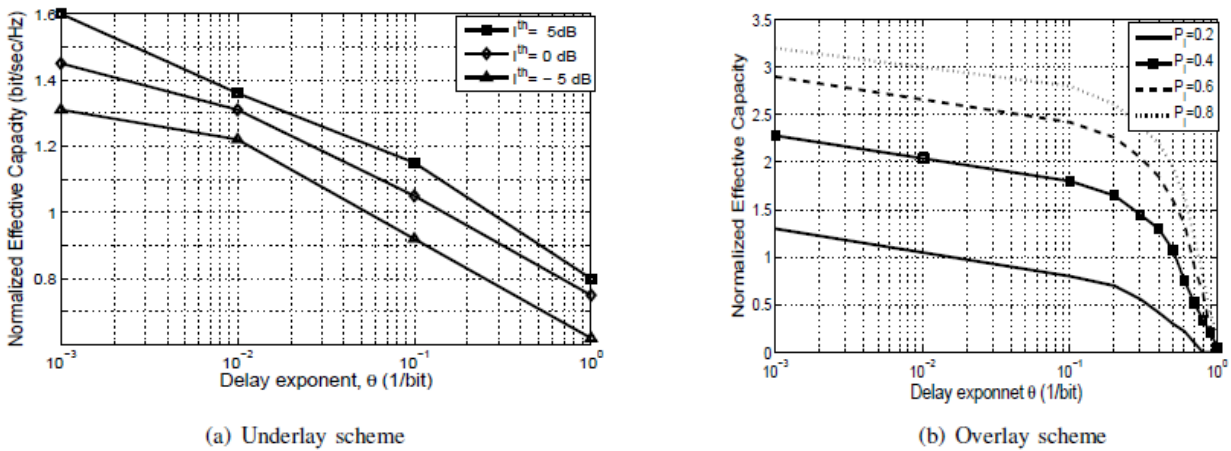 Normalized Effective Capacity (bit/sec/Hz)
1.6
1.4
1.2
1
0.8
10^-3
10^-2
10^-1
10^0
Delay exponent, θ (1/bit)
I^th = 5dB
I^th = 0 dB
I^th = - 5 dB
(a) Underlay scheme
Normalized Effective Capacity
3.5
3
2.5
2
1.5
1
0.5
0
10^-3
10^-2
10^-1
10^0
Delay exponnet θ (1/bit)
P_I=0.2
P_I=0.4
P_I=0.6
P_I=0.8
(b) Overlay scheme